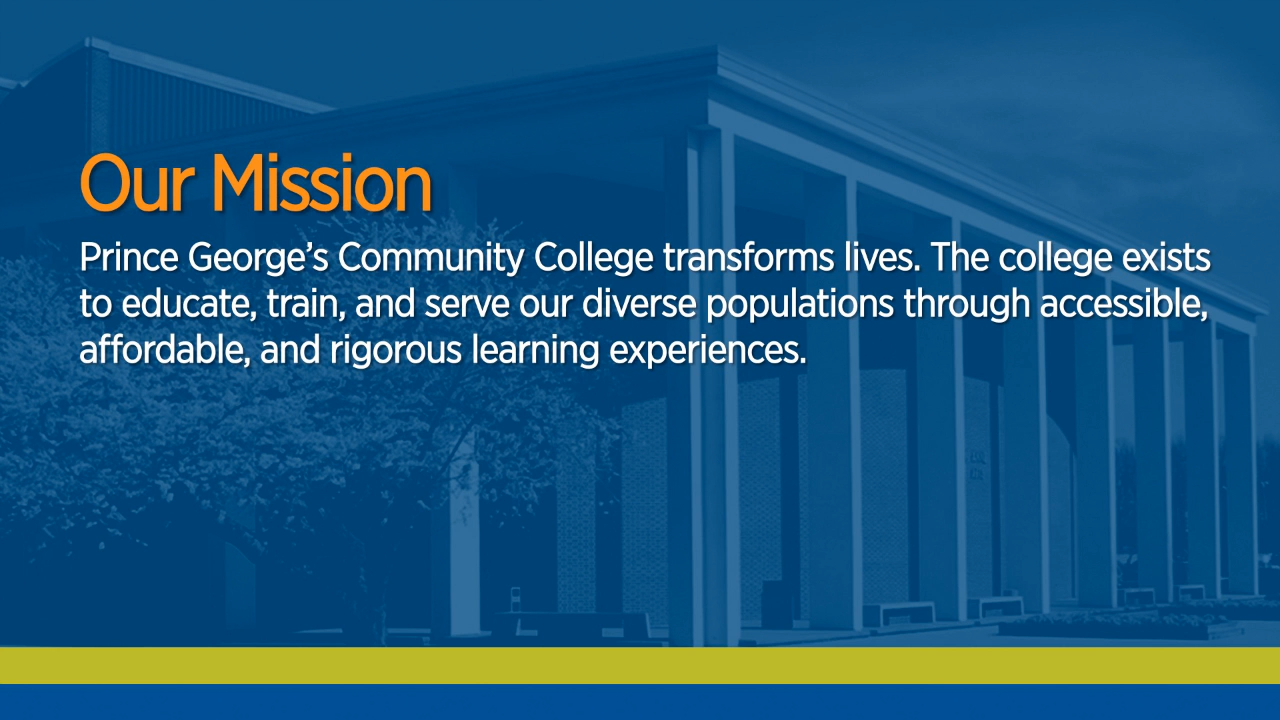 Our Mission
Prince George’s Community College transforms lives. The college exists
to educate, train, and serve our diverse populations through accessible,
affordable, and rigorous learning experiences.